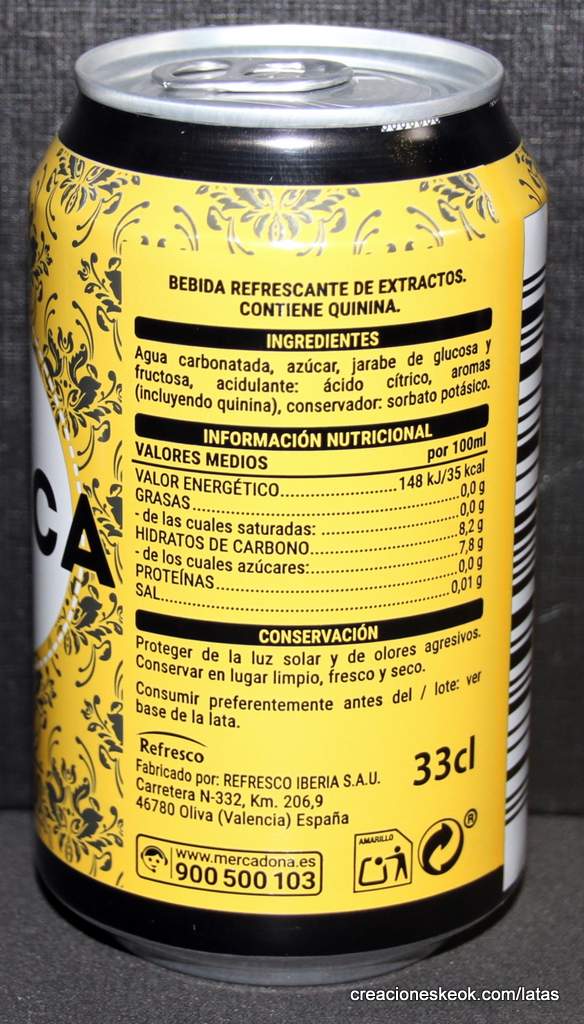 BEBIDA REFRESCANTE DE EXTRACTOS.
CONTIENE QUININA.
INGREDIENTES
Agua carbonatada, azúcar, jarabe de glucosa y
fructosa, acidulante: ácido cítrico, aromas
(incluyendo quinina), conservador: sorbato potásico.
INFORMACIÓN NUTRICIONAL
VALORES MEDIOS por 100ml
VALOR ENERGÉTICO 148 kJ/35 kcal
GRASAS 0,0 g
- de las cuales saturadas: 0,0 g
HIDRATOS DE CARBONO 8,2 g
- de los cuales azúcares: 7,8 g
PROTEÍNAS 0,0 g
SAL 0,01 g
CA
CONSERVACIÓN
Proteger de la luz solar y de olores agresivos.
Conservar en lugar limpio, fresco y seco.
Consumir preferentemente antes del / lote: ver
base de la lata.
Refresco
Fabricado por: REFRESCO IBERIA S.A.U.
Carretera N-332, Km. 206,9
46780 Oliva (Valencia) España
33cl
www.mercadona.es
900 500 103
AMARILLO
®
creacioneskeok.com/latas